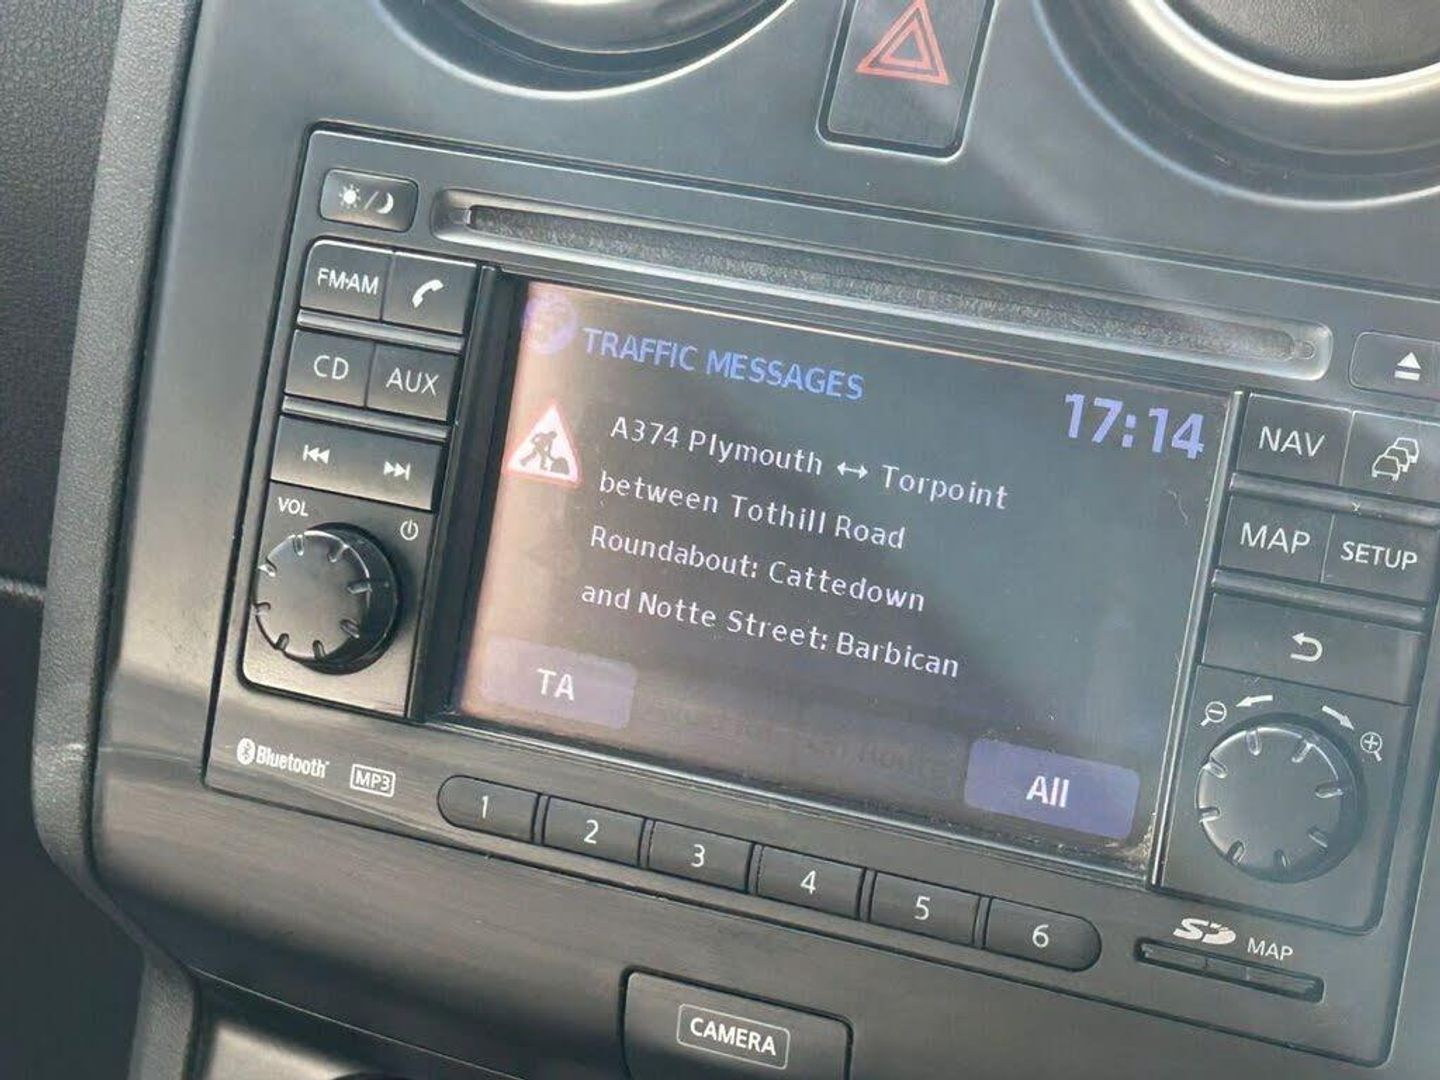 FM·AM
CD
AUX
VOL
TRAFFIC MESSAGES
17:14
A374 Plymouth ↔ Torpoint
between Tothill Road
Roundabout: Cattedown
and Notte Street: Barbican
TA
All
NAV
MAP
SETUP
Bluetooth
MP3
1
2
3
4
5
6
SD MAP
CAMERA